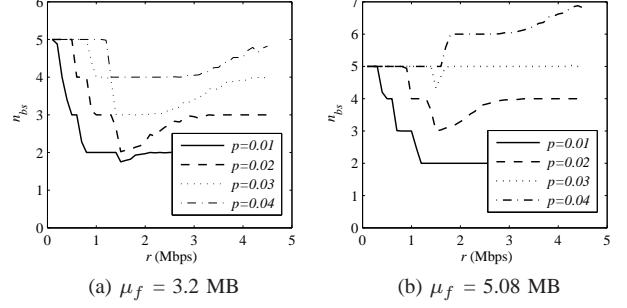 6
5
4
3
2
1
0
n_bs
0 1 2 3 4 5
r (Mbps)
p=0.01
p=0.02
p=0.03
p=0.04
(a) μ_f = 3.2 MB
7
6
5
4
3
2
1
0
n_bs
0 1 2 3 4 5
r (Mbps)
p=0.01
p=0.02
p=0.03
p=0.04
(b) μ_f = 5.08 MB